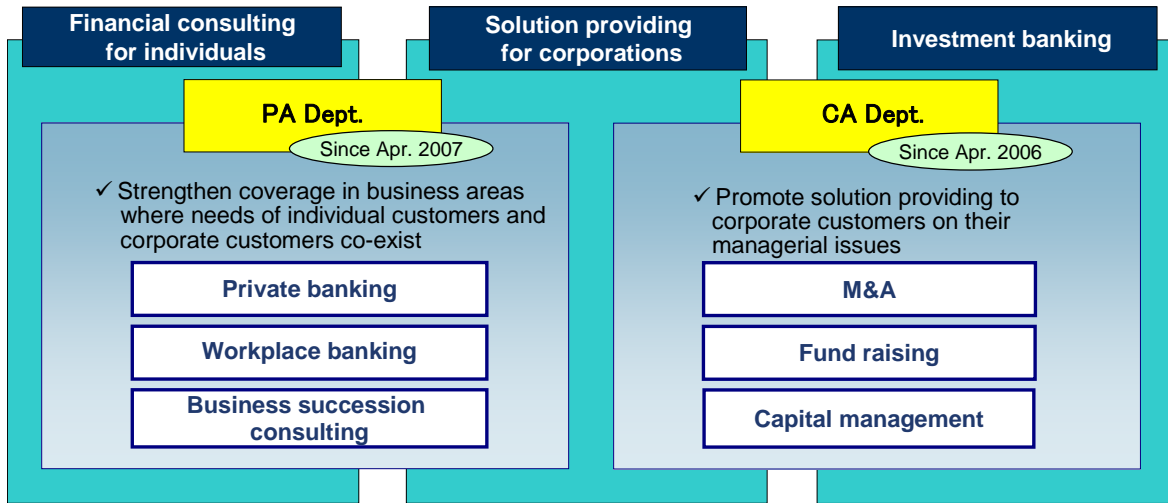 Financial consulting
for individuals
Solution providing
for corporations
Investment banking
PA Dept.
Since Apr. 2007
✓ Strengthen coverage in business areas
where needs of individual customers and
corporate customers co-exist
Private banking
Workplace banking
Business succession
consulting
CA Dept.
Since Apr. 2006
✓ Promote solution providing to
corporate customers on their
managerial issues
M&A
Fund raising
Capital management